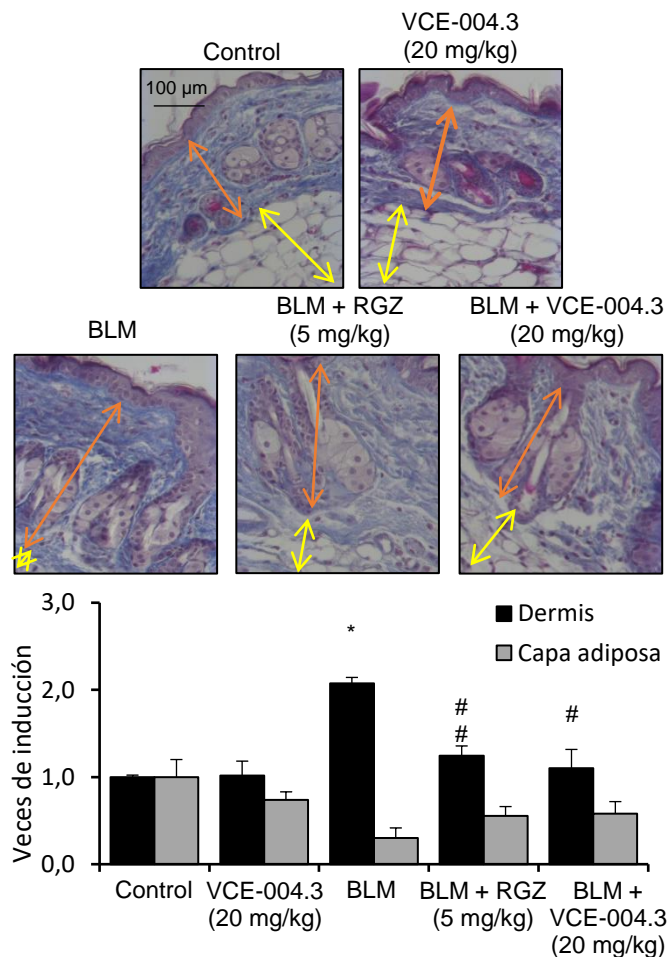 VCE-004.3
(20 mg/kg)
Control
100 µm
BLM
BLM + RGZ
(5 mg/kg)
BLM + VCE-004.3
(20 mg/kg)
3,0
2,0
1,0
0,0
Veces de inducción
Dermis
Capa adiposa
*
#
#
#
Control
VCE-004.3
(20 mg/kg)
BLM
BLM + RGZ
(5 mg/kg)
BLM +
VCE-004.3
(20 mg/kg)